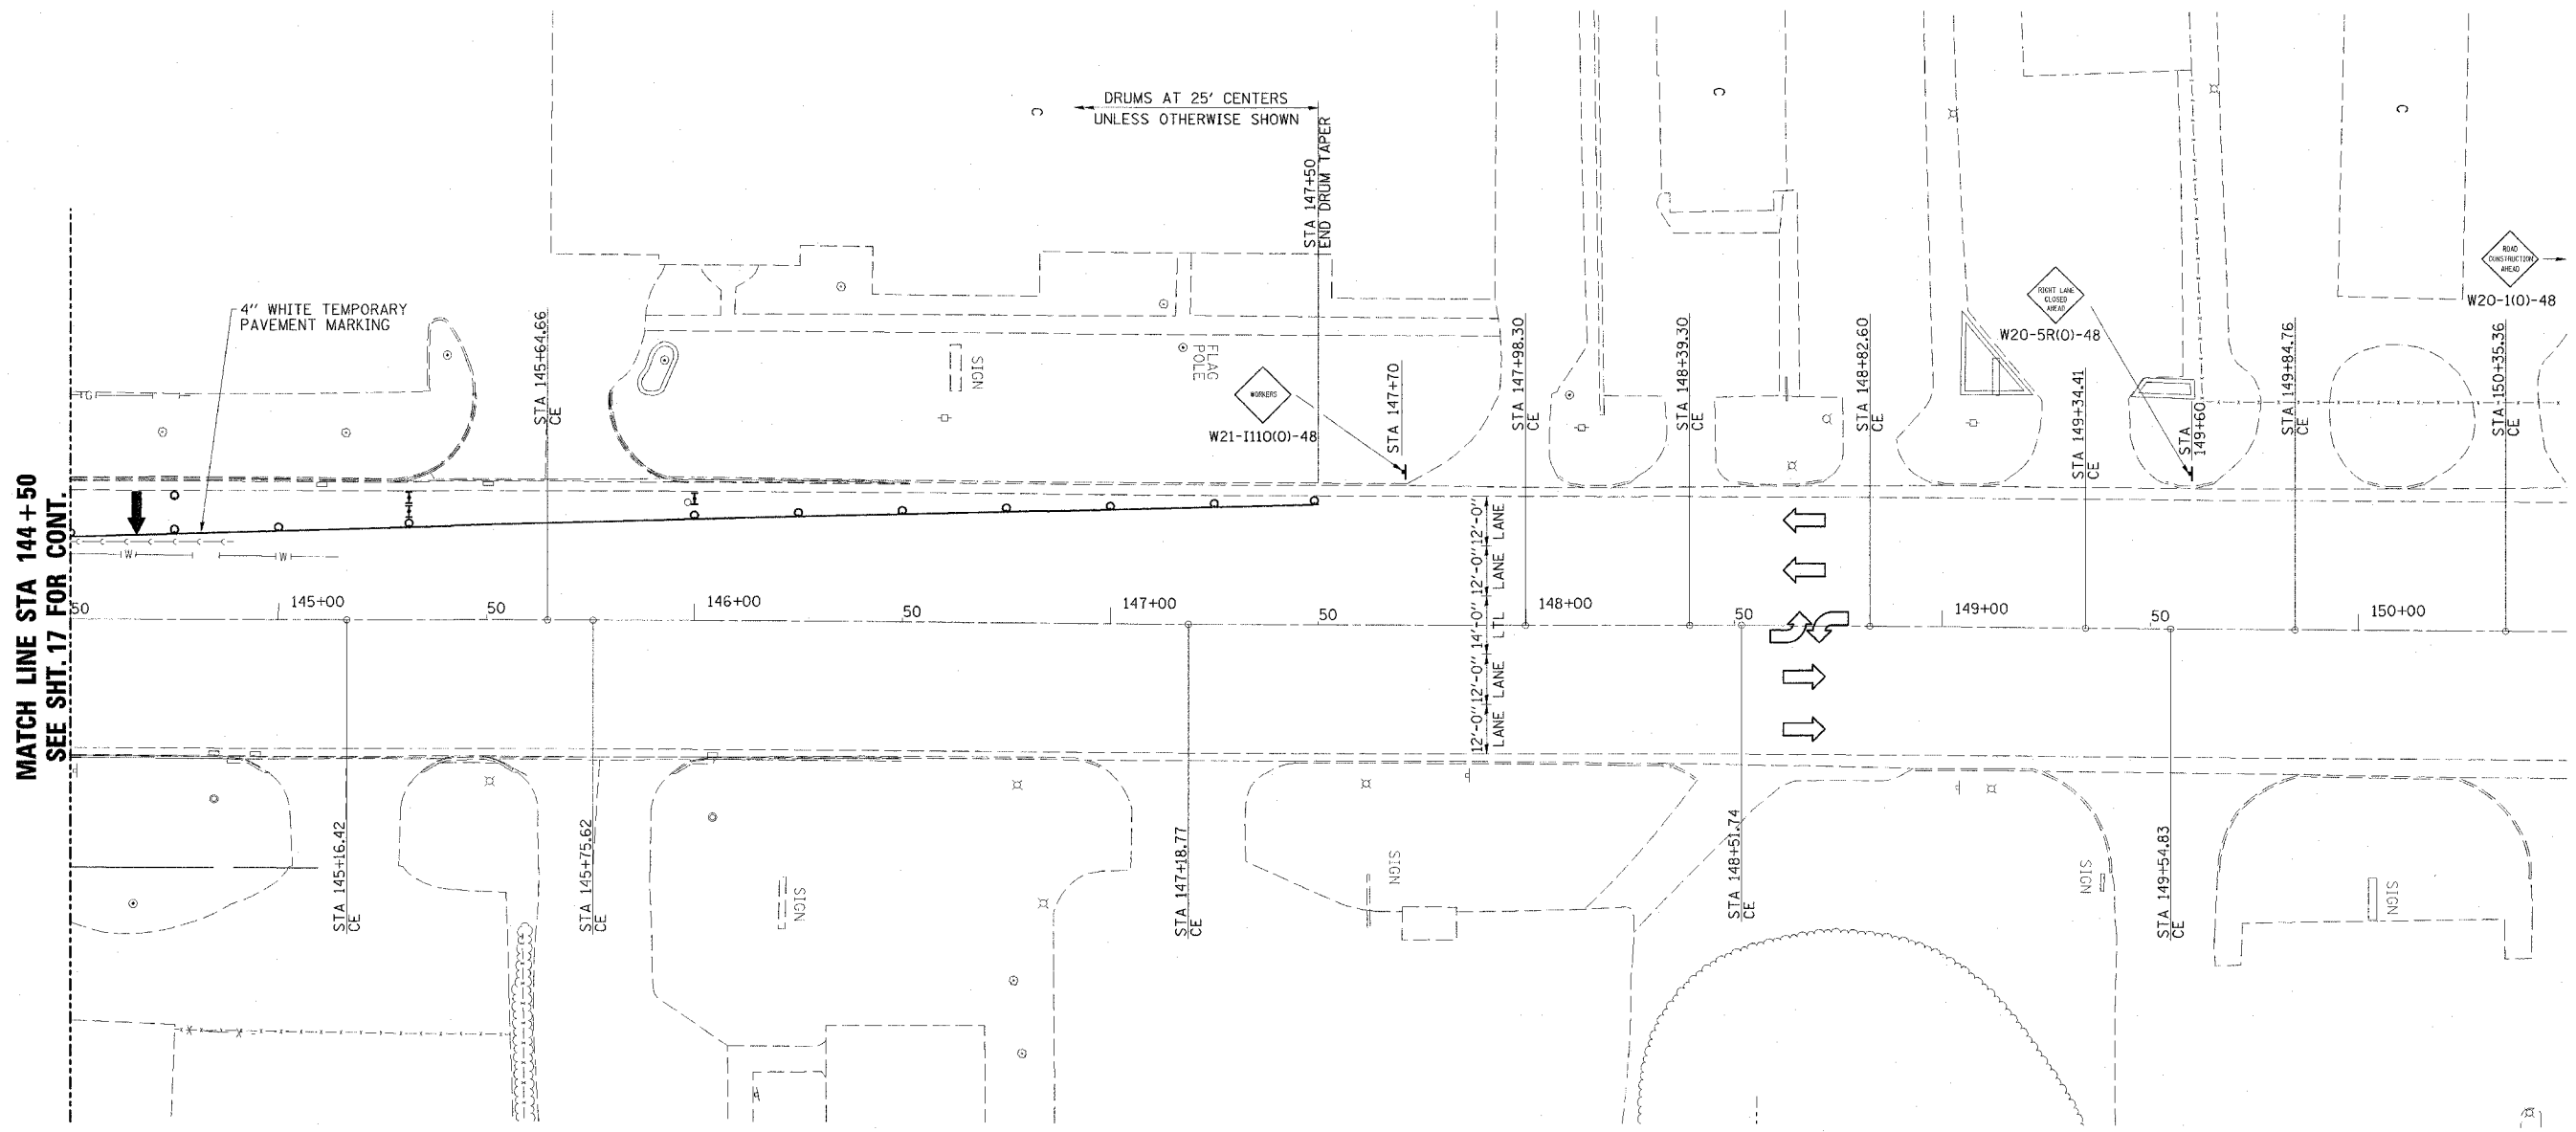 DRUMS AT 25' CENTERS
UNLESS OTHERWISE SHOWN
STA 147+50
END DRUM TAPER
4" WHITE TEMPORARY
PAVEMENT MARKING
STA 145+64.66
CE
SIGN
FLAG
POLE
WORKERS
W21-I110(O)-48
STA 147+70
STA 147+98.30
CE
STA 148+39.30
CE
STA 148+82.60
CE
RIGHT LANE
CLOSED
AHEAD
W20-5R(O)-48
STA 149+34.41
CE
STA
149+60
STA 149+84.76
CE
ROAD
CONSTRUCTION
AHEAD
W20-1(O)-48
STA 150+35.36
CE
G
C
C
C
MATCH LINE STA 144+50
SEE SHT. 17 FOR CONT.
W
W
50
145+00
50
146+00
50
147+00
50
148+00
50
149+00
50
150+00
12'-0" LANE
12'-0" LANE
14'-0" LTL
12'-0" LANE
12'-0" LANE
STA 145+16.42
CE
STA 145+75.62
CE
SIGN
STA 147+18.77
CE
SIGN
STA 148+51.74
CE
SIGN
STA 149+54.83
CE
SIGN